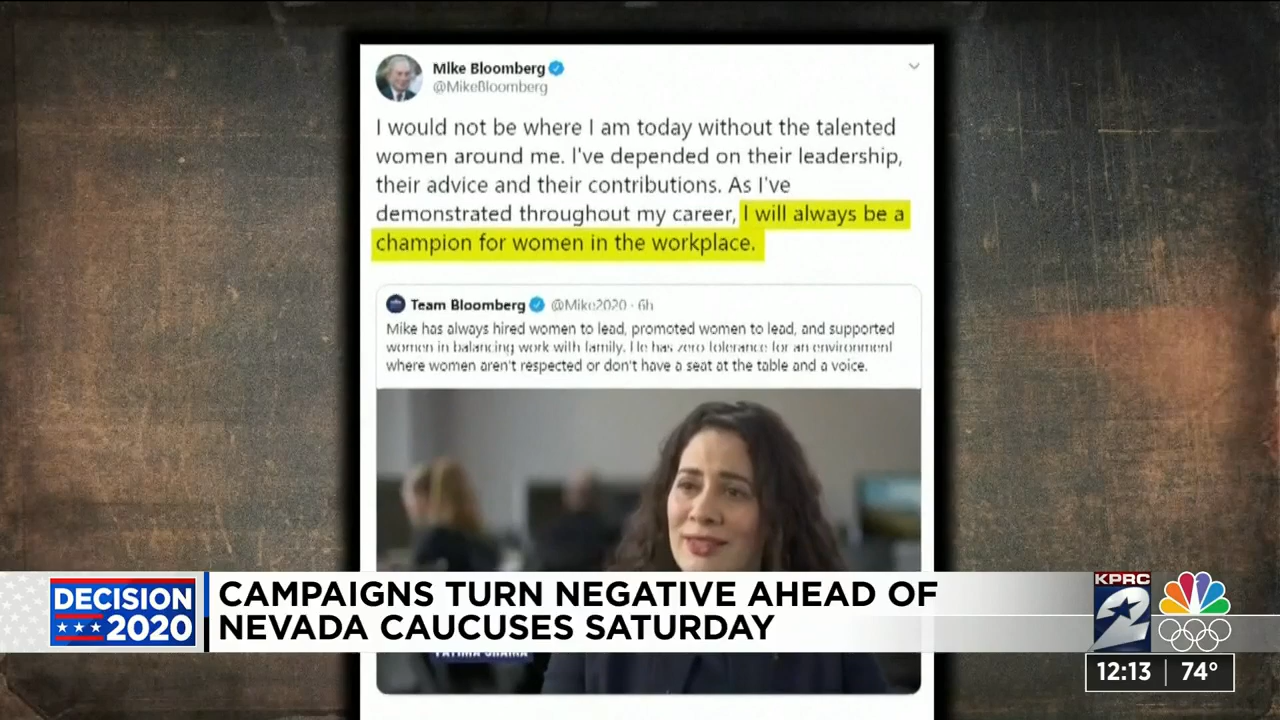 Mike Bloomberg
@MikeBloomberg
I would not be where I am today without the talented
women around me. I've depended on their leadership,
their advice and their contributions. As I've
demonstrated throughout my career, I will always be a
champion for women in the workplace.
Team Bloomberg @Mike2020 · 6h
Mike has always hired women to lead, promoted women to lead, and supported
women in balancing work with family. He has zero tolerance for an environment
where women aren't respected or don't have a seat at the table and a voice.
DECISION
2020
CAMPAIGNS TURN NEGATIVE AHEAD OF
NEVADA CAUCUSES SATURDAY
KPRC
2
12:13 74°